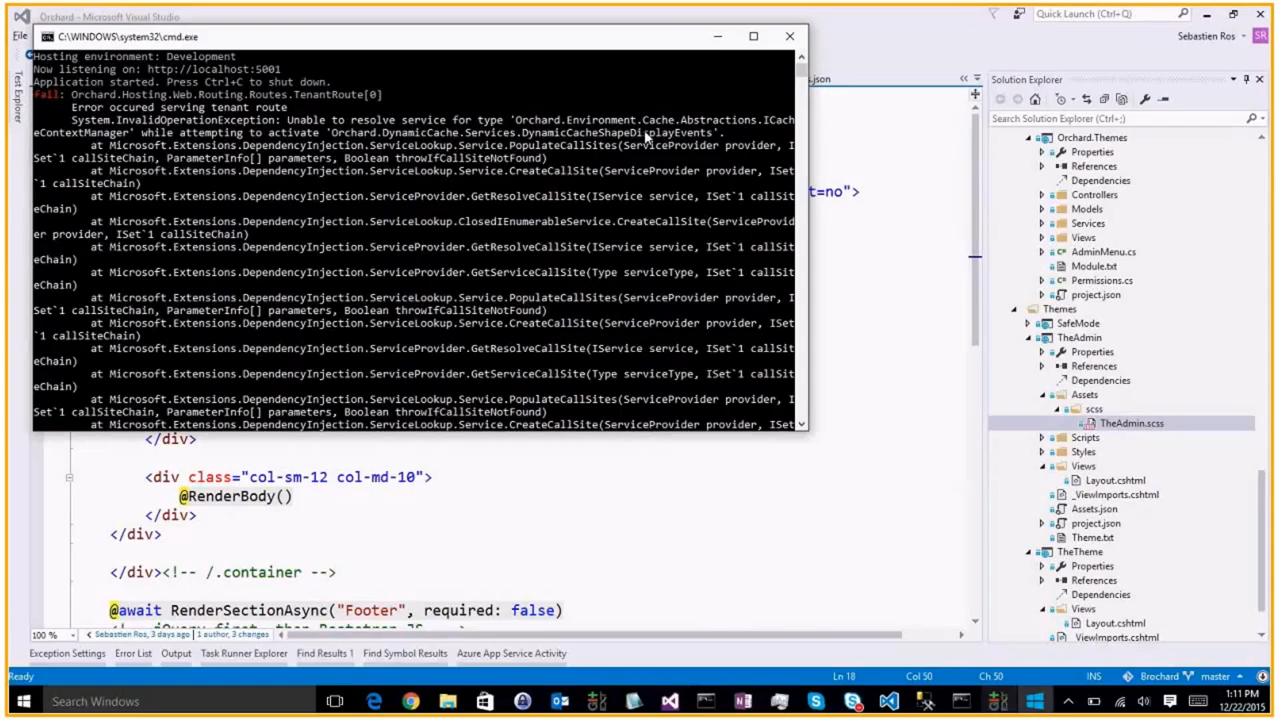 Orchard - Microsoft Visual Studio
Quick Launch (Ctrl+Q)
File
Sebastien Ros
SR
C:\WINDOWS\system32\cmd.exe
Hosting environment: Development
Now listening on: http://localhost:5001
Application started. Press Ctrl+C to shut down.
fail: Orchard.Hosting.Web.Routing.Routes.TenantRoute[0]
Error occured serving tenant route
System.InvalidOperationException: Unable to resolve service for type 'Orchard.Environment.Cache.Abstractions.ICach
eContextManager' while attempting to activate 'Orchard.DynamicCache.Services.DynamicCacheShapeDisplayEvents'.
at Microsoft.Extensions.DependencyInjection.ServiceLookup.Service.PopulateCallSites(ServiceProvider provider, I
Set`1 callSiteChain, ParameterInfo[] parameters, Boolean throwIfCallSiteNotFound)
at Microsoft.Extensions.DependencyInjection.ServiceLookup.Service.CreateCallSite(ServiceProvider provider, ISet
`1 callSiteChain)
at Microsoft.Extensions.DependencyInjection.ServiceProvider.GetResolveCallSite(IService service, ISet`1 callSit
eChain)
at Microsoft.Extensions.DependencyInjection.ServiceLookup.ClosedIEnumerableService.CreateCallSite(ServiceProvid
er provider, ISet`1 callSiteChain)
at Microsoft.Extensions.DependencyInjection.ServiceProvider.GetResolveCallSite(IService service, ISet`1 callSit
eChain)
at Microsoft.Extensions.DependencyInjection.ServiceProvider.GetServiceCallSite(Type serviceType, ISet`1 callSit
eChain)
at Microsoft.Extensions.DependencyInjection.ServiceLookup.Service.PopulateCallSites(ServiceProvider provider, I
Set`1 callSiteChain, ParameterInfo[] parameters, Boolean throwIfCallSiteNotFound)
at Microsoft.Extensions.DependencyInjection.ServiceLookup.Service.CreateCallSite(ServiceProvider provider, ISet
`1 callSiteChain)
at Microsoft.Extensions.DependencyInjection.ServiceProvider.GetResolveCallSite(IService service, ISet`1 callSit
eChain)
at Microsoft.Extensions.DependencyInjection.ServiceProvider.GetServiceCallSite(Type serviceType, ISet`1 callSit
eChain)
at Microsoft.Extensions.DependencyInjection.ServiceLookup.Service.PopulateCallSites(ServiceProvider provider, I
Set`1 callSiteChain, ParameterInfo[] parameters, Boolean throwIfCallSiteNotFound)
at Microsoft.Extensions.DependencyInjection.ServiceLookup.Service.CreateCallSite(ServiceProvider provider, ISet
Test Explorer
s.json
t=no">
</div>
<div class="col-sm-12 col-md-10">
@RenderBody()
</div>
</div>
</div><!-- /.container -->
@await RenderSectionAsync("Footer", required: false)
100 %
Sebastien Ros, 3 days ago | 1 author, 3 changes
Solution Explorer
Search Solution Explorer (Ctrl+;)
Orchard.Themes
Properties
References
Dependencies
Controllers
Models
Services
Views
AdminMenu.cs
Module.txt
Permissions.cs
project.json
Themes
SafeMode
TheAdmin
Properties
References
Dependencies
Assets
scss
TheAdmin.scss
Scripts
Styles
Views
Layout.cshtml
_ViewImports.cshtml
Assets.json
project.json
Theme.txt
TheTheme
Properties
References
Dependencies
Views
Layout.cshtml
_ViewImports.cshtml
Exception Settings
Error List
Output
Task Runner Explorer
Find Results 1
Find Symbol Results
Azure App Service Activity
Ready
Ln 18
Col 50
Ch 50
INS
Brochard
master
Search Windows
1:11 PM
12/22/2015